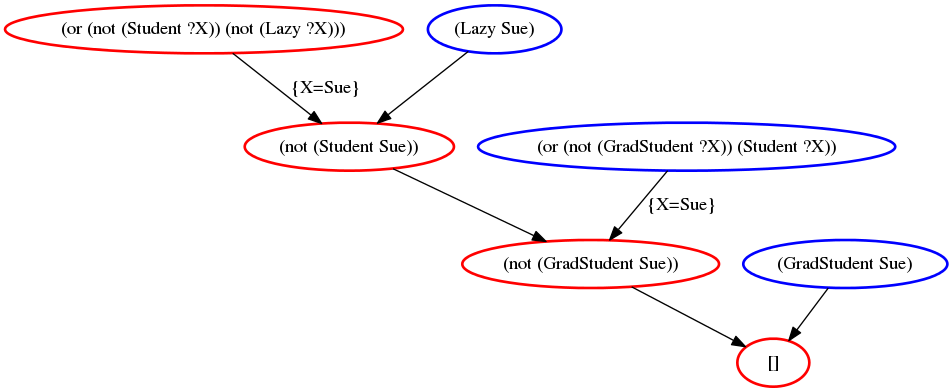 (or (not (Student ?X)) (not (Lazy ?X)))
(Lazy Sue)
{X=Sue}
(not (Student Sue))
(or (not (GradStudent ?X)) (Student ?X))
{X=Sue}
(not (GradStudent Sue))
(GradStudent Sue)
[]